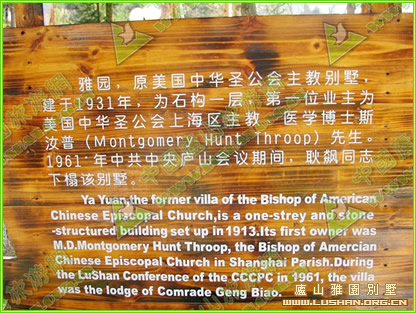 雅园，原美国中华圣公会主教别墅，
建于1931年，为石构一层，第一位业主为
美国中华圣公会上海区主教、医学博士斯
汝普（Montgomery Hunt Throop）先生。
1961年中共中央庐山会议期间，耿飙同志
下榻该别墅。
Ya Yuan,the former villa of the Bishop of American
Chinese Episcopal Church,is a one-strey and stone
-structured building set up in 1913.Its first owner was
M.D.Montgomery Hunt Throop, the Bishop of Amercian
Chinese Episcopal Church in Shanghai Parish.During
the LuShan Conference of the CCCPC in 1961, the villa
was the lodge of Comrade Geng Biao.
廬山雅園別墅
WWW.LUSHAN.ORG.CN